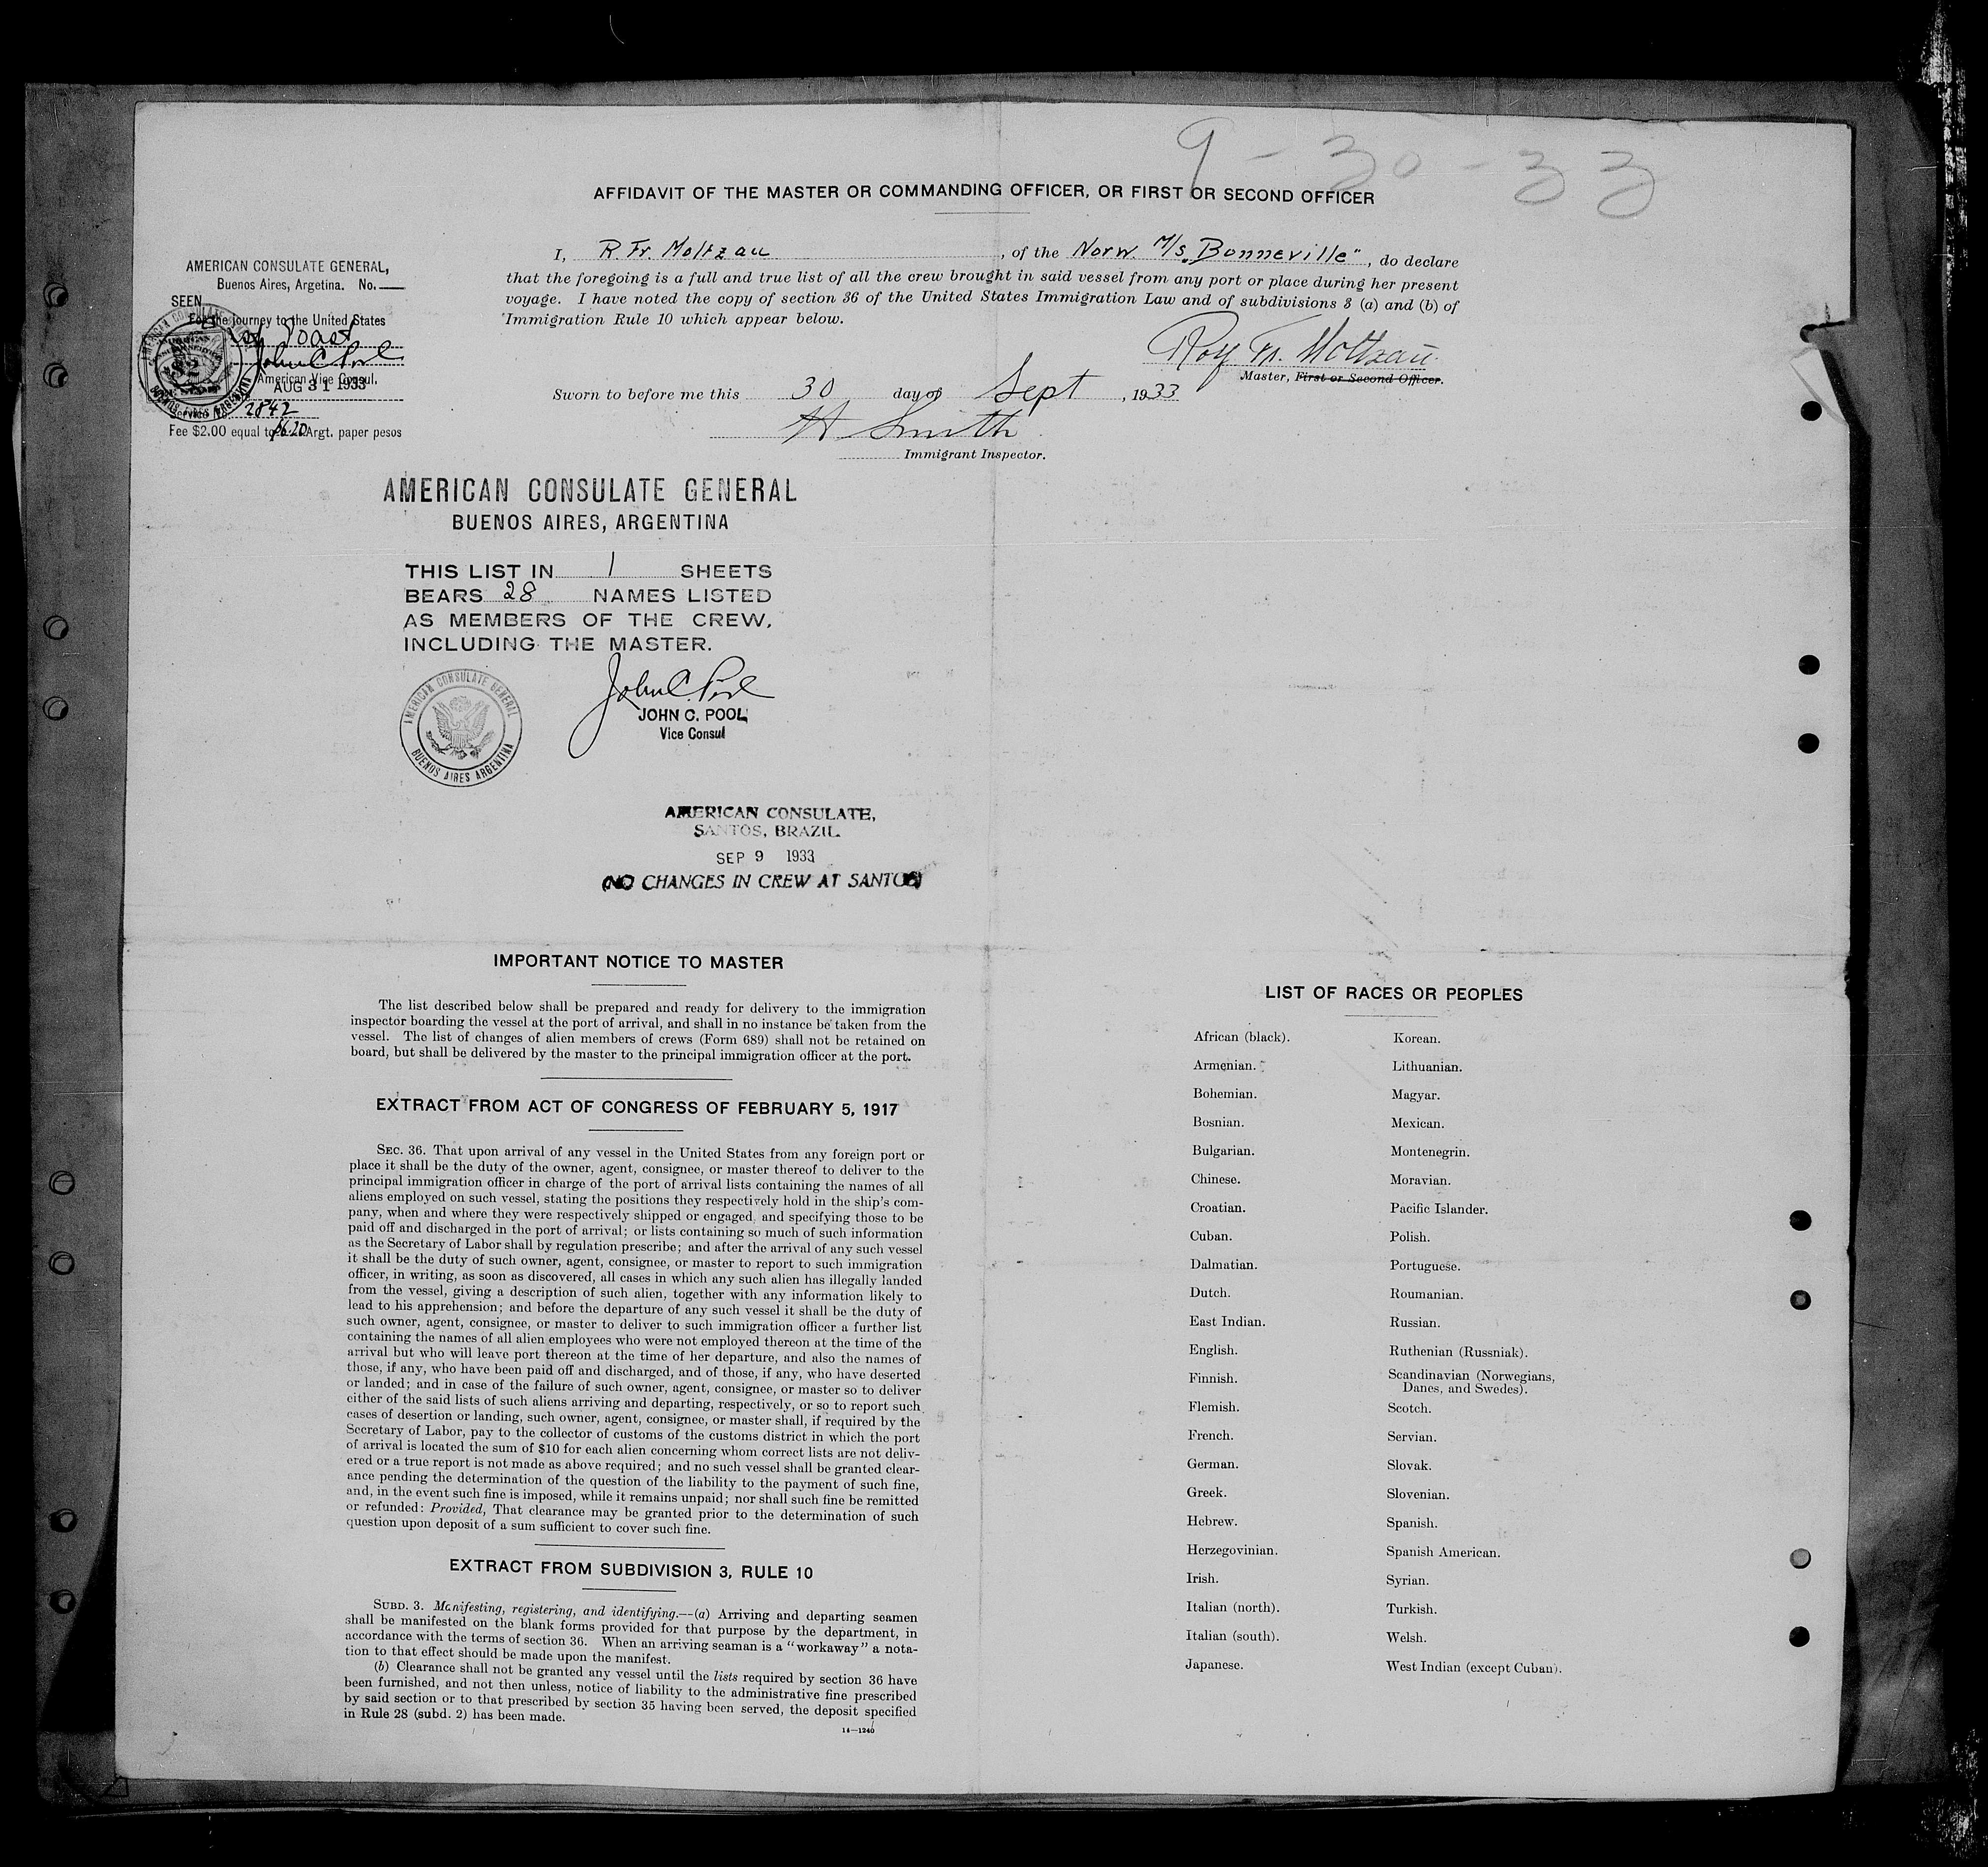 9-30-33
AFFIDAVIT OF THE MASTER OR COMMANDING OFFICER, OR FIRST OR SECOND OFFICER
I, R. Fr. Moltzau, of the Norw. M/s „Bonneville", do declare
that the foregoing is a full and true list of all the crew brought in said vessel from any port or place during her present
voyage. I have noted the copy of section 36 of the United States Immigration Law and of subdivisions 3 (a) and (b) of
Immigration Rule 10 which appear below.
Roy Fr. Moltzau
Master, First or Second Officer.
Sworn to before me this 30 day of Sept, 1933
H Smith
Immigrant Inspector.
AMERICAN CONSULATE GENERAL,
Buenos Aires, Argetina. No.
SEEN
For the journey to the United States
John C Pool
American Vice Consul.
AUG 31 1933
Service No. 2842
Fee $2.00 equal to Argt. paper pesos
AMERICAN CONSULATE GENERAL
BUENOS AIRES, ARGENTINA
THIS LIST IN 1 SHEETS
BEARS 28 NAMES LISTED
AS MEMBERS OF THE CREW,
INCLUDING THE MASTER.
John C. Pool
JOHN C. POOL
Vice Consul
AMERICAN CONSULATE GENERAL
BUENOS AIRES ARGENTINA
AMERICAN CONSULATE,
SANTOS, BRAZIL.
SEP 9 1933
(NO CHANGES IN CREW AT SANTOS)
IMPORTANT NOTICE TO MASTER
The list described below shall be prepared and ready for delivery to the immigration
inspector boarding the vessel at the port of arrival, and shall in no instance be taken from the
vessel. The list of changes of alien members of crews (Form 689) shall not be retained on
board, but shall be delivered by the master to the principal immigration officer at the port.
EXTRACT FROM ACT OF CONGRESS OF FEBRUARY 5, 1917
SEC. 36. That upon arrival of any vessel in the United States from any foreign port or
place it shall be the duty of the owner, agent, consignee, or master thereof to deliver to the
principal immigration officer in charge of the port of arrival lists containing the names of all
aliens employed on such vessel, stating the positions they respectively hold in the ship's com-
pany, when and where they were respectively shipped or engaged, and specifying those to be
paid off and discharged in the port of arrival; or lists containing so much of such information
as the Secretary of Labor shall by regulation prescribe; and after the arrival of any such vessel
it shall be the duty of such owner, agent, consignee, or master to report to such immigration
officer, in writing, as soon as discovered, all cases in which any such alien has illegally landed
from the vessel, giving a description of such alien, together with any information likely to
lead to his apprehension; and before the departure of any such vessel it shall be the duty of
such owner, agent, consignee, or master to deliver to such immigration officer a further list
containing the names of all alien employees who were not employed thereon at the time of the
arrival but who will leave port thereon at the time of her departure, and also the names of
those, if any, who have been paid off and discharged, and of those, if any, who have deserted
or landed; and in case of the failure of such owner, agent, consignee, or master so to deliver
either of the said lists of such aliens arriving and departing, respectively, or so to report such
cases of desertion or landing, such owner, agent, consignee, or master shall, if required by the
Secretary of Labor, pay to the collector of customs of the customs district in which the port
of arrival is located the sum of $10 for each alien concerning whom correct lists are not deliv-
ered or a true report is not made as above required; and no such vessel shall be granted clear-
ance pending the determination of the question of the liability to the payment of such fine,
and, in the event such fine is imposed, while it remains unpaid; nor shall such fine be remitted
or refunded: Provided, That clearance may be granted prior to the determination of such
question upon deposit of a sum sufficient to cover such fine.
EXTRACT FROM SUBDIVISION 3, RULE 10
SUBD. 3. Manifesting, registering, and identifying.—(a) Arriving and departing seamen
shall be manifested on the blank forms provided for that purpose by the department, in
accordance with the terms of section 36. When an arriving seaman is a "workaway" a nota-
tion to that effect should be made upon the manifest.
(b) Clearance shall not be granted any vessel until the lists required by section 36 have
been furnished, and not then unless, notice of liability to the administrative fine prescribed
by said section or to that prescribed by section 35 having been served, the deposit specified
in Rule 28 (subd. 2) has been made.
14—1240
LIST OF RACES OR PEOPLES
African (black).
Armenian.
Bohemian.
Bosnian.
Bulgarian.
Chinese.
Croatian.
Cuban.
Dalmatian.
Dutch.
East Indian.
English.
Finnish.
Flemish.
French.
German.
Greek.
Hebrew.
Herzegovinian.
Irish.
Italian (north).
Italian (south).
Japanese.
Korean.
Lithuanian.
Magyar.
Mexican.
Montenegrin.
Moravian.
Pacific Islander.
Polish.
Portuguese.
Roumanian.
Russian.
Ruthenian (Russniak).
Scandinavian (Norwegians,
Danes, and Swedes).
Scotch.
Servian.
Slovak.
Slovenian.
Spanish.
Spanish American.
Syrian.
Turkish.
Welsh.
West Indian (except Cuban).